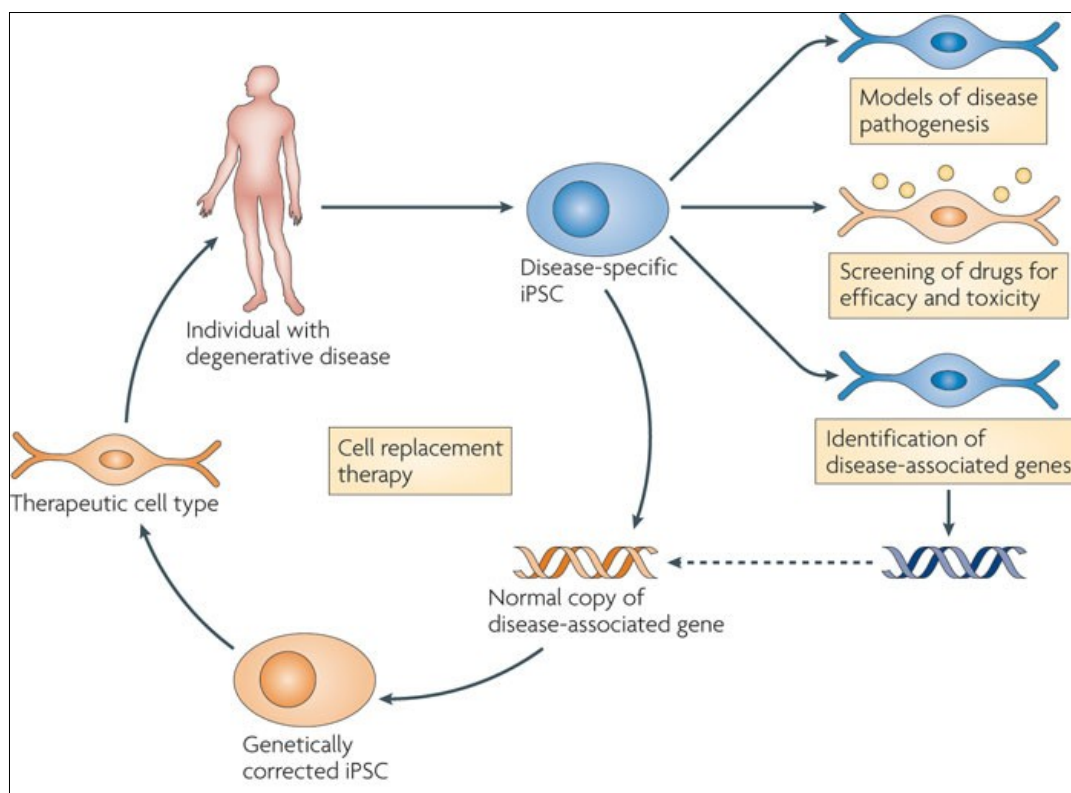 Models of disease
pathogenesis
Screening of drugs for
efficacy and toxicity
Disease-specific
iPSC
Individual with
degenerative disease
Identification of
disease-associated genes
Cell replacement
therapy
Therapeutic cell type
Normal copy of
disease-associated gene
Genetically
corrected iPSC